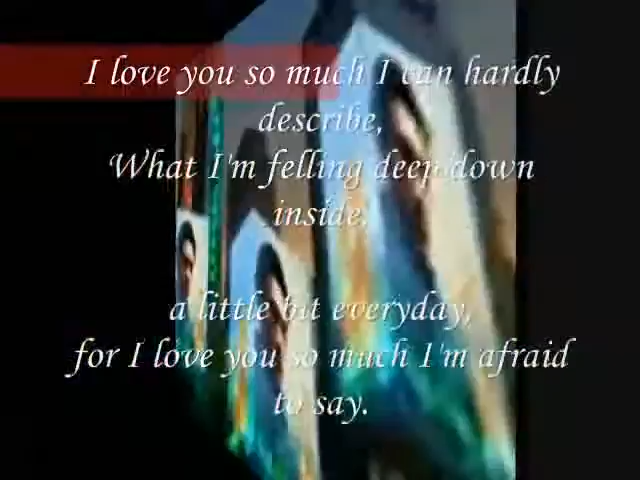 I love you so much I can hardly
describe,
What I'm felling deep down
inside.
a little bit everyday,
for I love you so much I'm afraid
to say.